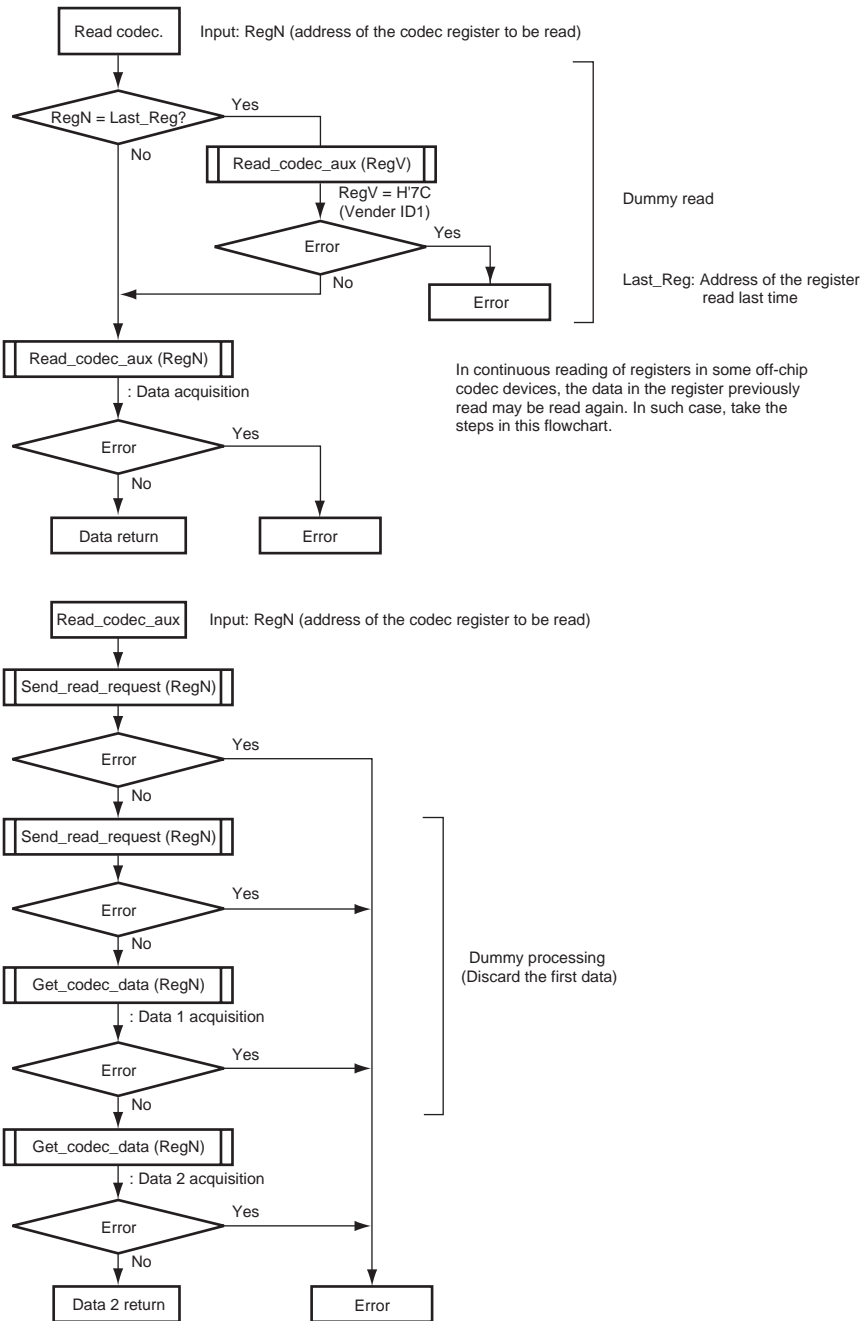 Read codec.
Input: RegN (address of the codec register to be read)
RegN = Last_Reg?
Yes
No
Read_codec_aux (RegV)
RegV = H'7C
(Vender ID1)
Error
Yes
No
Error
Dummy read
Last_Reg: Address of the register
read last time
Read_codec_aux (RegN)
: Data acquisition
Error
Yes
No
Data return
Error
In continuous reading of registers in some off-chip
codec devices, the data in the register previously
read may be read again. In such case, take the
steps in this flowchart.
Read_codec_aux
Input: RegN (address of the codec register to be read)
Send_read_request (RegN)
Error
Yes
No
Send_read_request (RegN)
Error
Yes
No
Get_codec_data (RegN)
: Data 1 acquisition
Error
Yes
No
Dummy processing
(Discard the first data)
Get_codec_data (RegN)
: Data 2 acquisition
Error
Yes
No
Data 2 return
Error